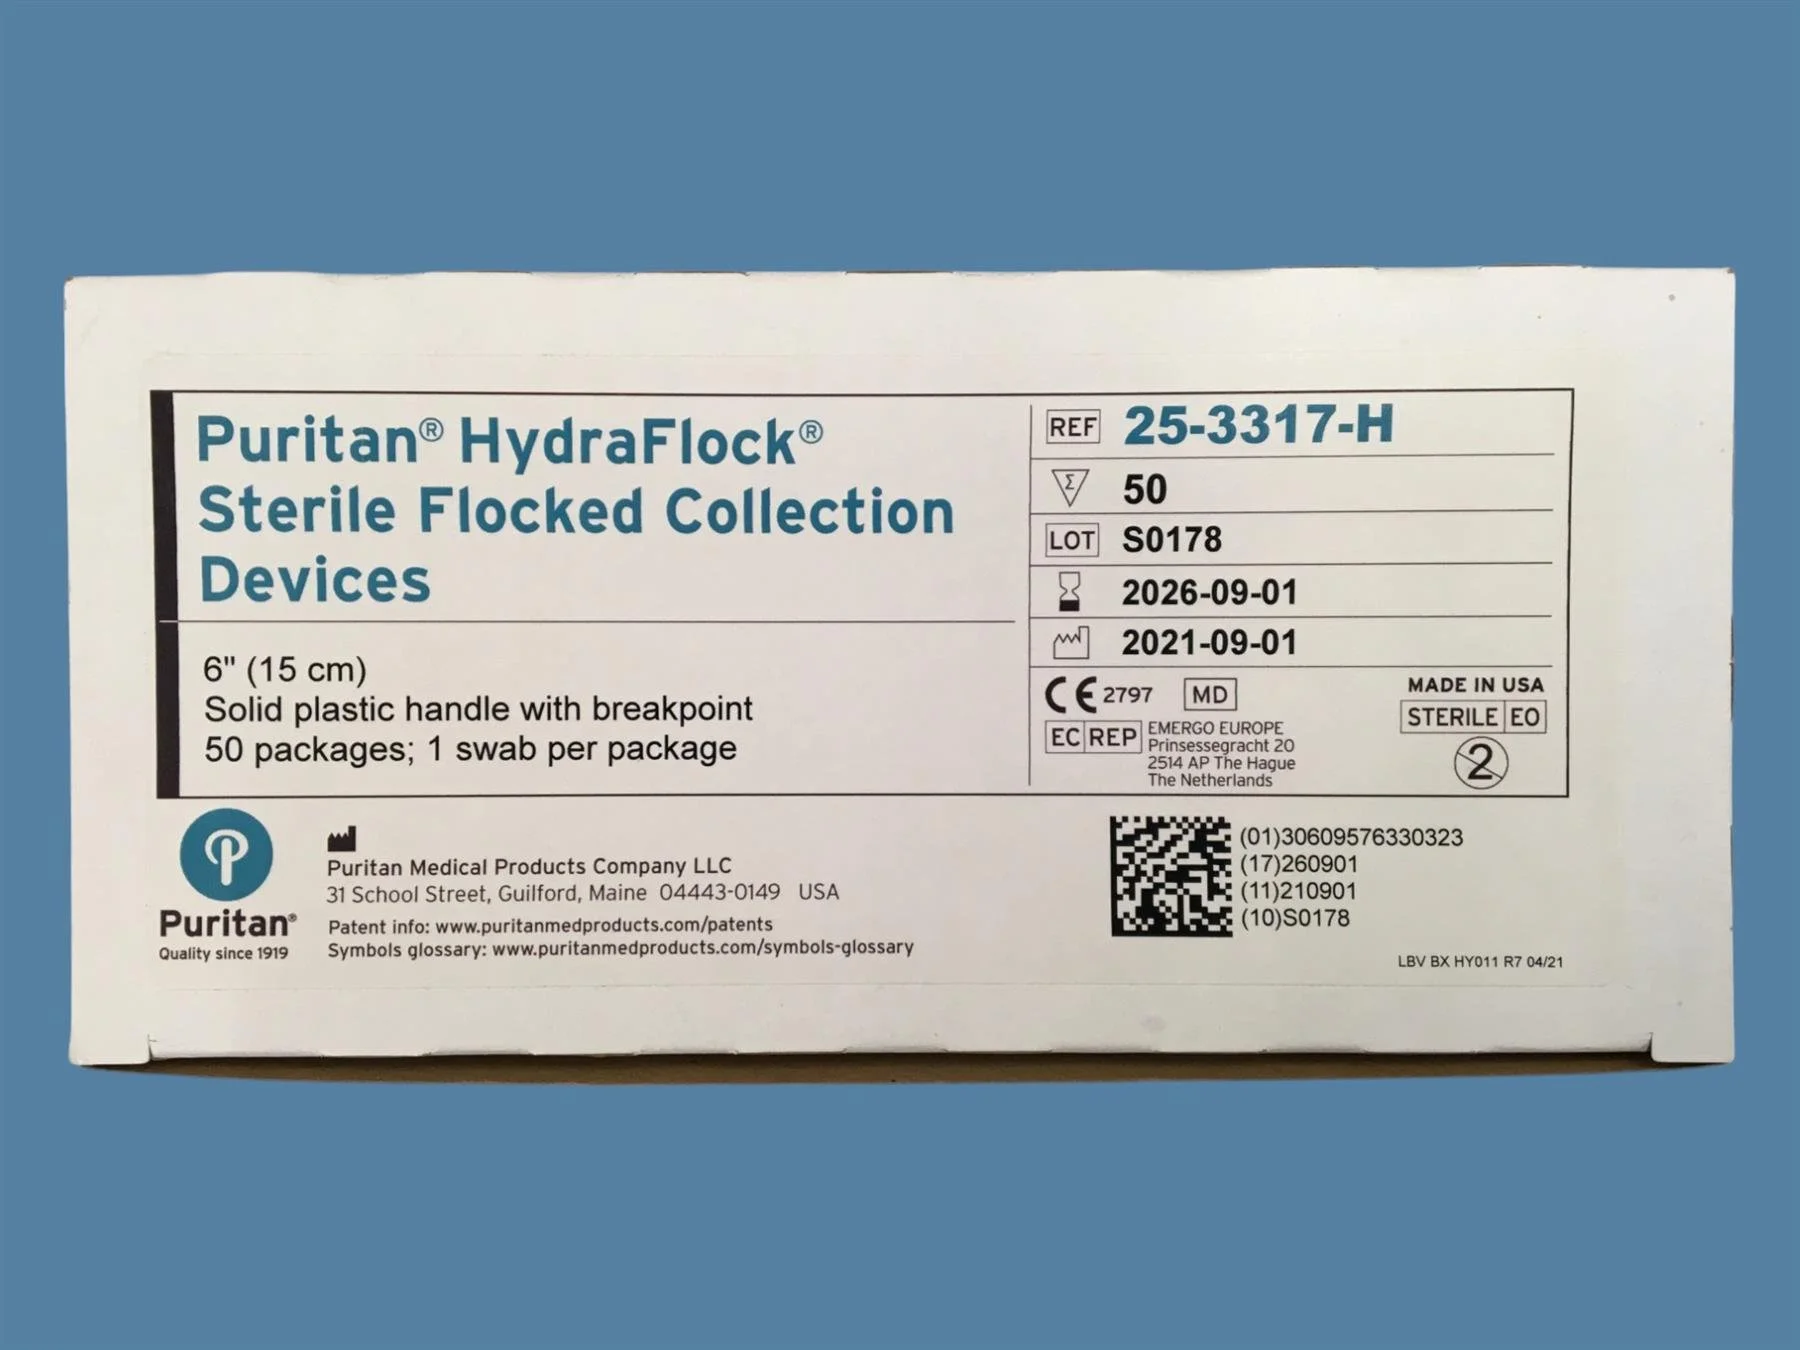 Puritan® HydraFlock®
Sterile Flocked Collection
Devices
6" (15 cm)
Solid plastic handle with breakpoint
50 packages; 1 swab per package
REF 25-3317-H
Σ 50
LOT S0178
2026-09-01
2021-09-01
CE 2797 MD
EC REP EMERGO EUROPE
Prinsessegracht 20
2514 AP The Hague
The Netherlands
MADE IN USA
STERILE EO
2
Puritan®
Quality since 1919
Puritan Medical Products Company LLC
31 School Street, Guilford, Maine 04443-0149 USA
Patent info: www.puritanmedproducts.com/patents
Symbols glossary: www.puritanmedproducts.com/symbols-glossary
(01)30609576330323
(17)260901
(11)210901
(10)S0178
LBV BX HY011 R7 04/21